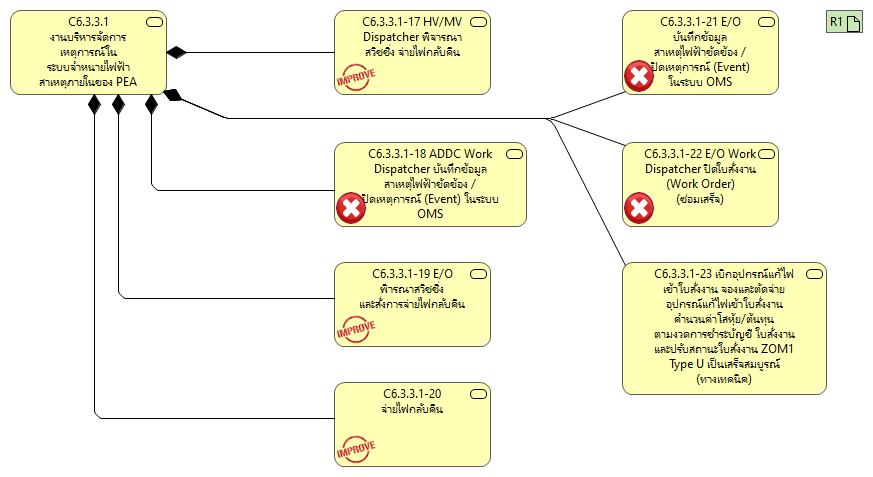 C6.3.3.1
งานบริหารจัดการ
เหตุการณ์ใน
ระบบจำหน่ายไฟฟ้า
สาเหตุภายในของ PEA
C6.3.3.1-17 HV/MV
Dispatcher พิจารณา
สวิชชิ่ง จ่ายไฟกลับคืน
IMPROVE
C6.3.3.1-18 ADDC Work
Dispatcher บันทึกข้อมูล
สาเหตุไฟฟ้าขัดข้อง /
ปิดเหตุการณ์ (Event) ในระบบ
OMS
C6.3.3.1-19 E/O
พิารณาสวิชชิ่ง
และสั่งการจ่ายไฟกลับคืน
IMPROVE
C6.3.3.1-20
จ่ายไฟกลับคืน
IMPROVE
C6.3.3.1-21 E/O
บันทึกข้อมูล
สาเหตุไฟฟ้าขัดข้อง /
ปิดเหตุการณ์ (Event)
ในระบบ OMS
C6.3.3.1-22 E/O Work
Dispatcher ปิดใบสั่งงาน
(Work Order)
(ซ่อมเสร็จ)
C6.3.3.1-23 เบิกอุปกรณ์แก้ไฟ
เข้าใบสั่งงาน จองและตัดจ่าย
อุปกรณ์แก้ไฟเข้าใบสั่งงาน
คำนวนค่าโสหุ้ย/ต้นทุน
ตามงวดการชำระบัญชี ใบสั่งงาน
และปรับสถานะใบสั่งงาน ZOM1
Type U เป็นเสร็จสมบูรณ์
(ทางเทคนิค)
R1